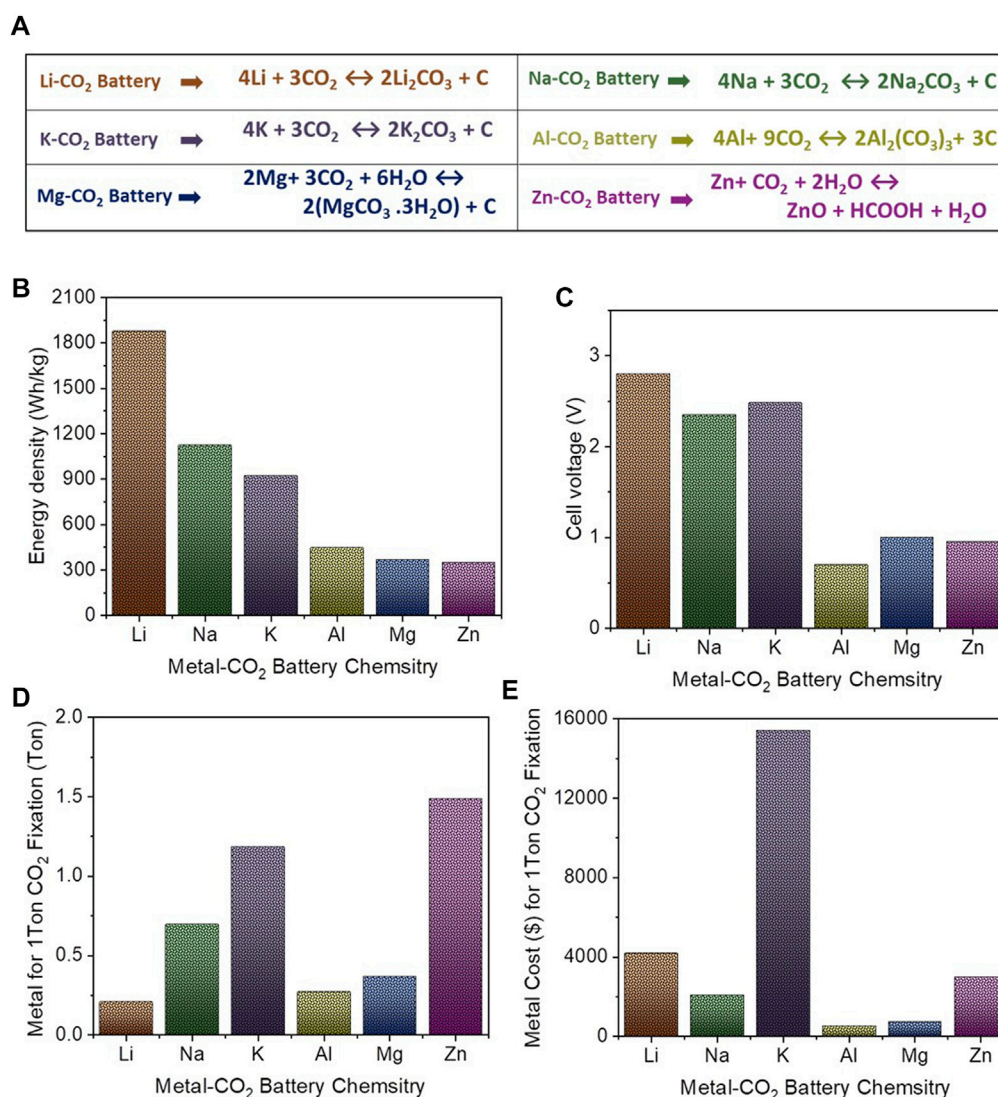 A
Li-CO₂ Battery ➡ 4Li + 3CO₂ ↔ 2Li₂CO₃ + C
Na-CO₂ Battery ➡ 4Na + 3CO₂ ↔ 2Na₂CO₃ + C
K-CO₂ Battery ➡ 4K + 3CO₂ ↔ 2K₂CO₃ + C
Al-CO₂ Battery ➡ 4Al+ 9CO₂ ↔ 2Al₂(CO₃)₃+ 3C
Mg-CO₂ Battery ➡ 2Mg+ 3CO₂ + 6H₂O ↔
2(MgCO₃ .3H₂O) + C
Zn-CO₂ Battery ➡ Zn+ CO₂ + 2H₂O ↔
ZnO + HCOOH + H₂O
B
Energy density (Wh/kg)
2100
1800
1500
1200
900
600
300
0
Li Na K Al Mg Zn
Metal-CO₂ Battery Chemsitry
C
Cell voltage (V)
3
2
1
0
Li Na K Al Mg Zn
Metal-CO₂ Battery Chemsitry
D
Metal for 1Ton CO₂ Fixation (Ton)
2.0
1.5
1.0
0.5
0.0
Li Na K Al Mg Zn
Metal-CO₂ Battery Chemsitry
E
Metal Cost ($) for 1Ton CO₂ Fixation
16000
12000
8000
4000
0
Li Na K Al Mg Zn
Metal-CO₂ Battery Chemsitry